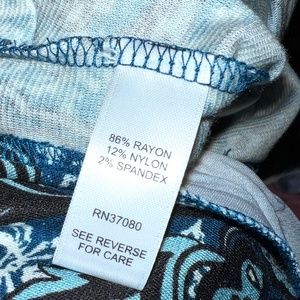 86% RAYON
12% NYLON
2% SPANDEX
RN37080
SEE REVERSE
FOR CARE